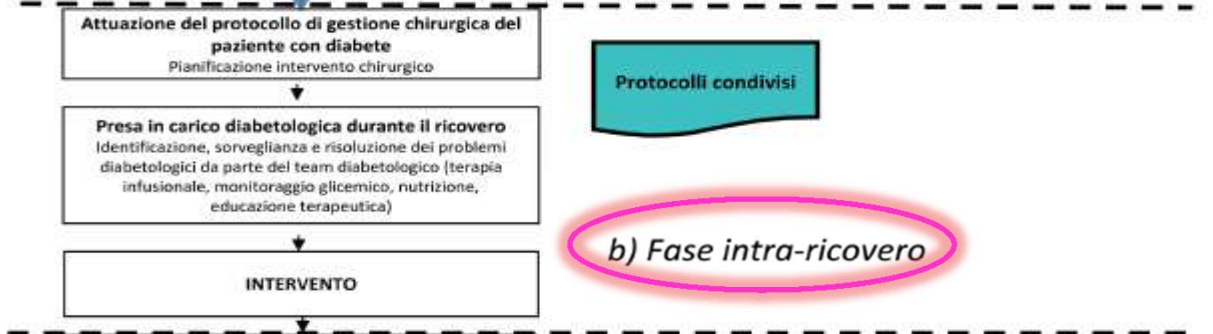 Attuazione del protocollo di gestione chirurgica del
paziente con diabete
Pianificazione intervento chirurgico
Protocolli condivisi
Presa in carico diabetologica durante il ricovero
Identificazione, sorveglianza e risoluzione dei problemi
diabetologici da parte del team diabetologico (terapia
infusionale, monitoraggio glicemico, nutrizione,
educazione terapeutica)
b) Fase intra-ricovero
INTERVENTO